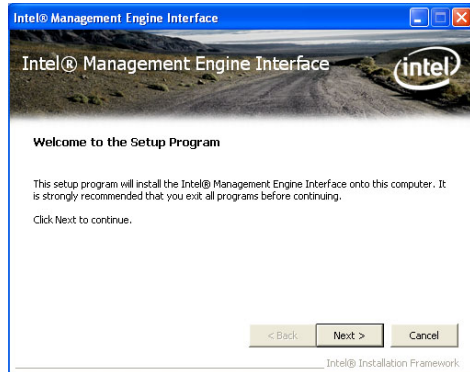 Intel® Management Engine Interface
Intel® Management Engine Interface
intel
Welcome to the Setup Program
This setup program will install the Intel® Management Engine Interface onto this computer. It
is strongly recommended that you exit all programs before continuing.
Click Next to continue.
< Back
Next >
Cancel
Intel® Installation Framework